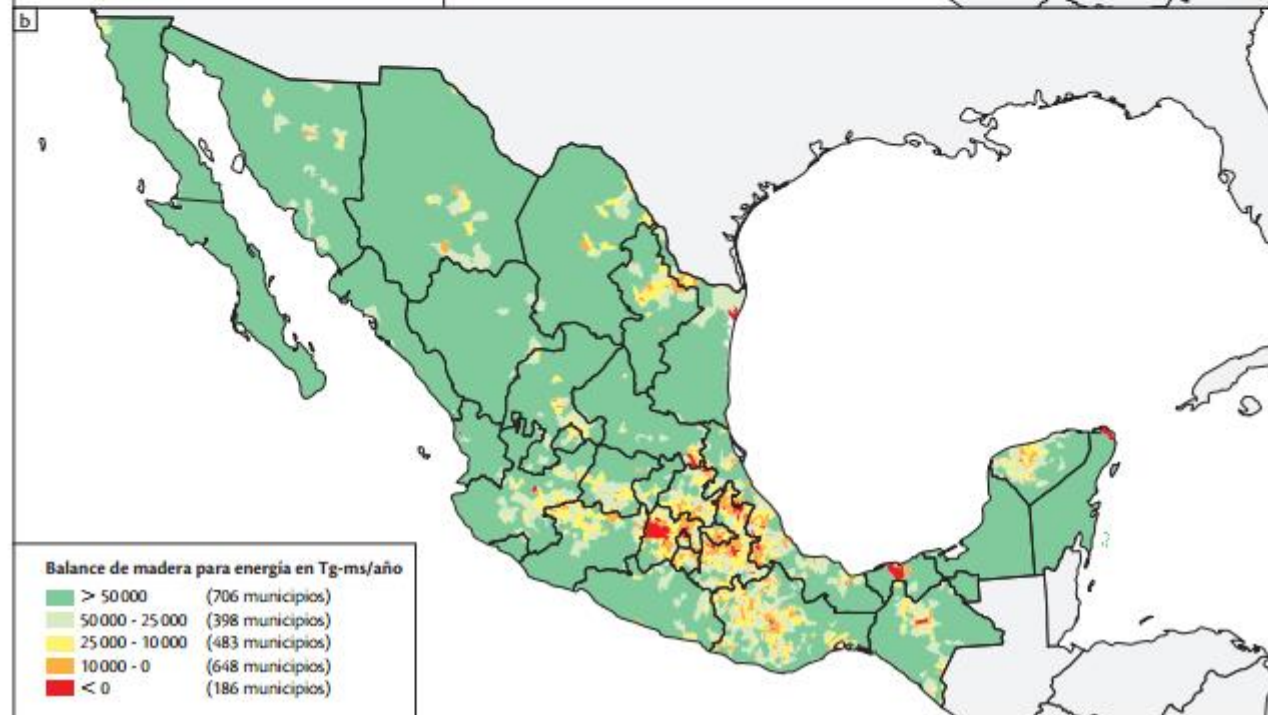 b
Balance de madera para energía en Tg-ms/año
> 50 000 (706 municipios)
50 000 - 25 000 (398 municipios)
25 000 - 10 000 (483 municipios)
10 000 - 0 (648 municipios)
< 0 (186 municipios)